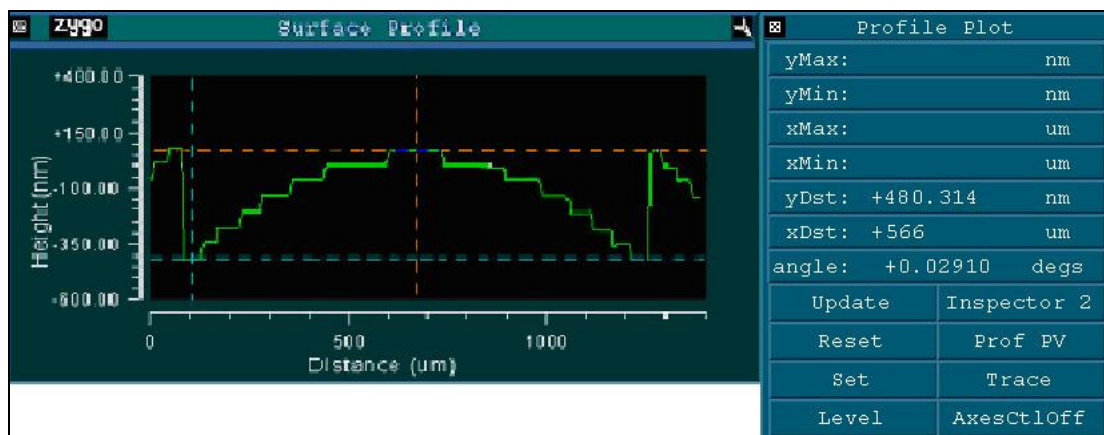 zygo Surface Profile
+400.00
+150.00
-100.00
-350.00
-600.00
Height (nm)
0 500 1000
Distance (um)
Profile Plot
yMax: nm
yMin: nm
xMax: um
xMin: um
yDst: +480.314 nm
xDst: +566 um
angle: +0.02910 degs
Update Inspector 2
Reset Prof PV
Set Trace
Level AxesCtlOff